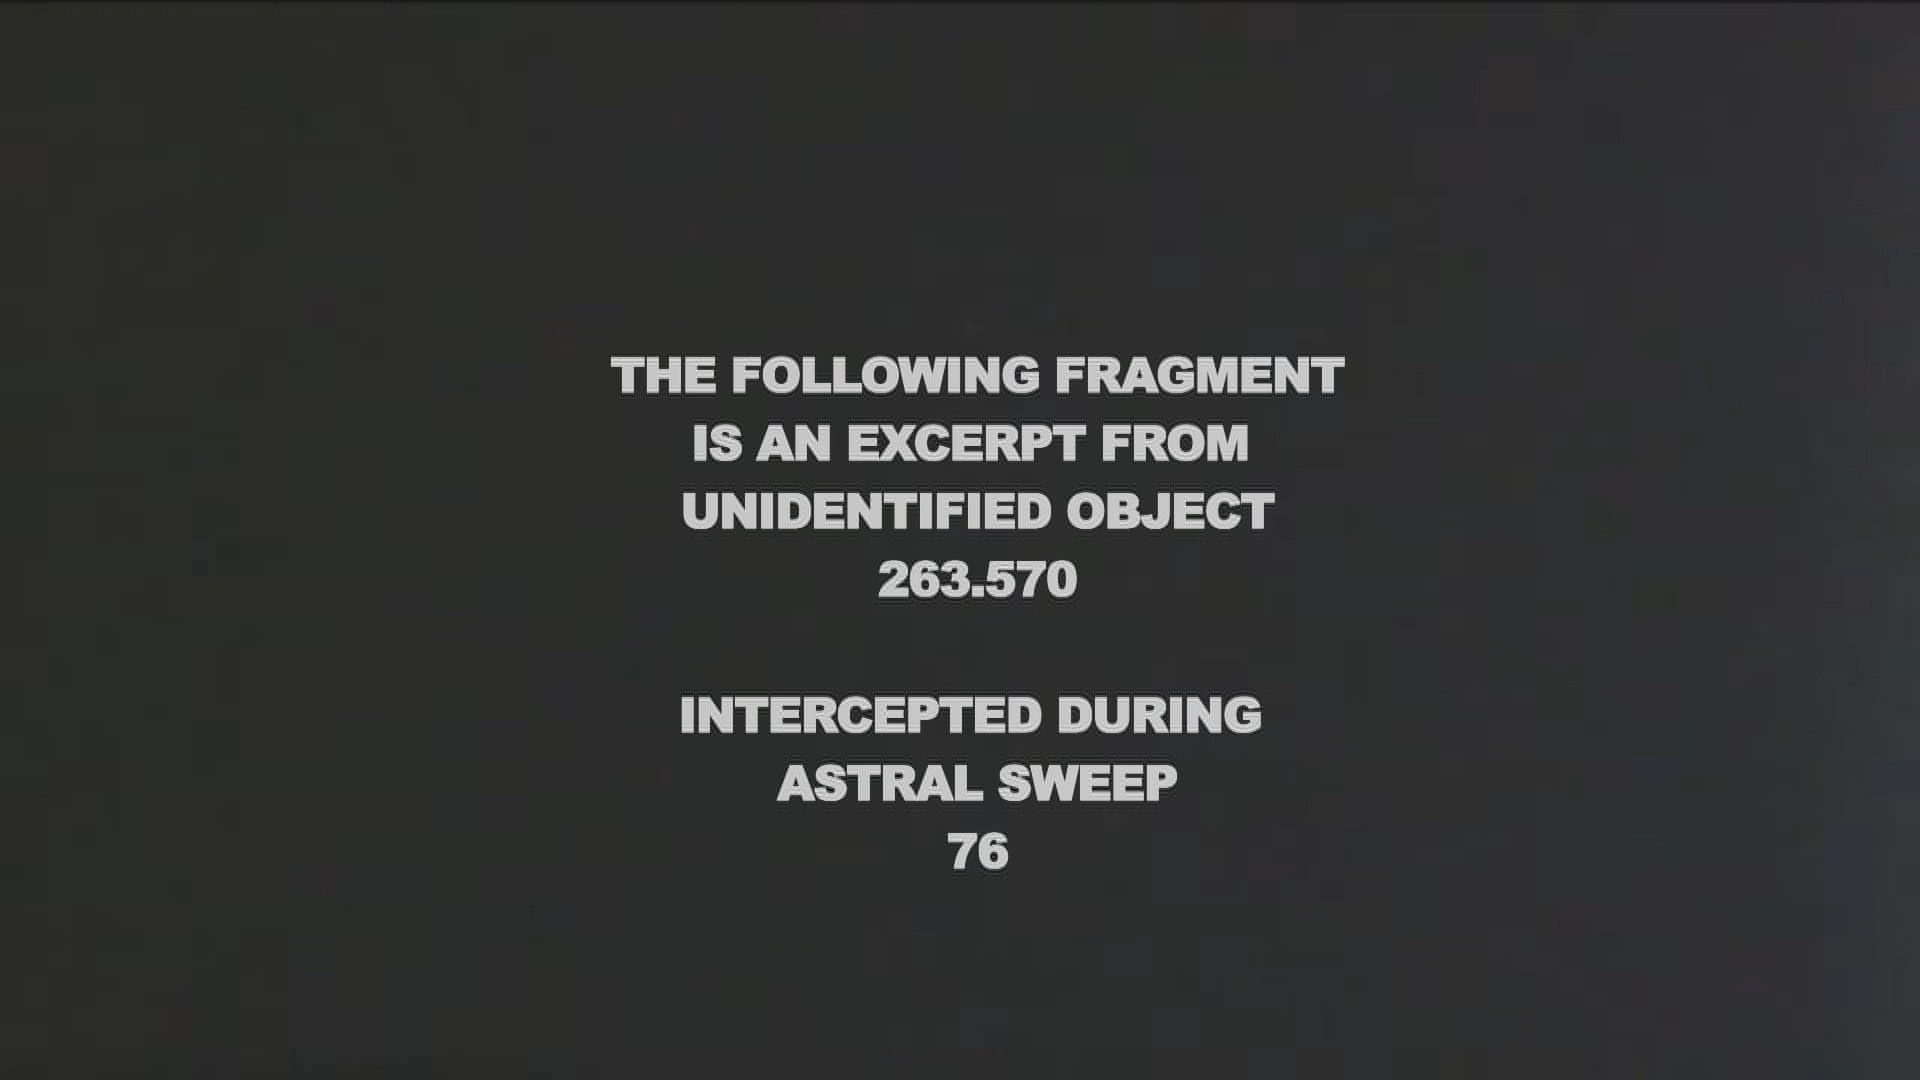 THE FOLLOWING FRAGMENT
IS AN EXCERPT FROM
UNIDENTIFIED OBJECT
263.570
INTERCEPTED DURING
ASTRAL SWEEP
76